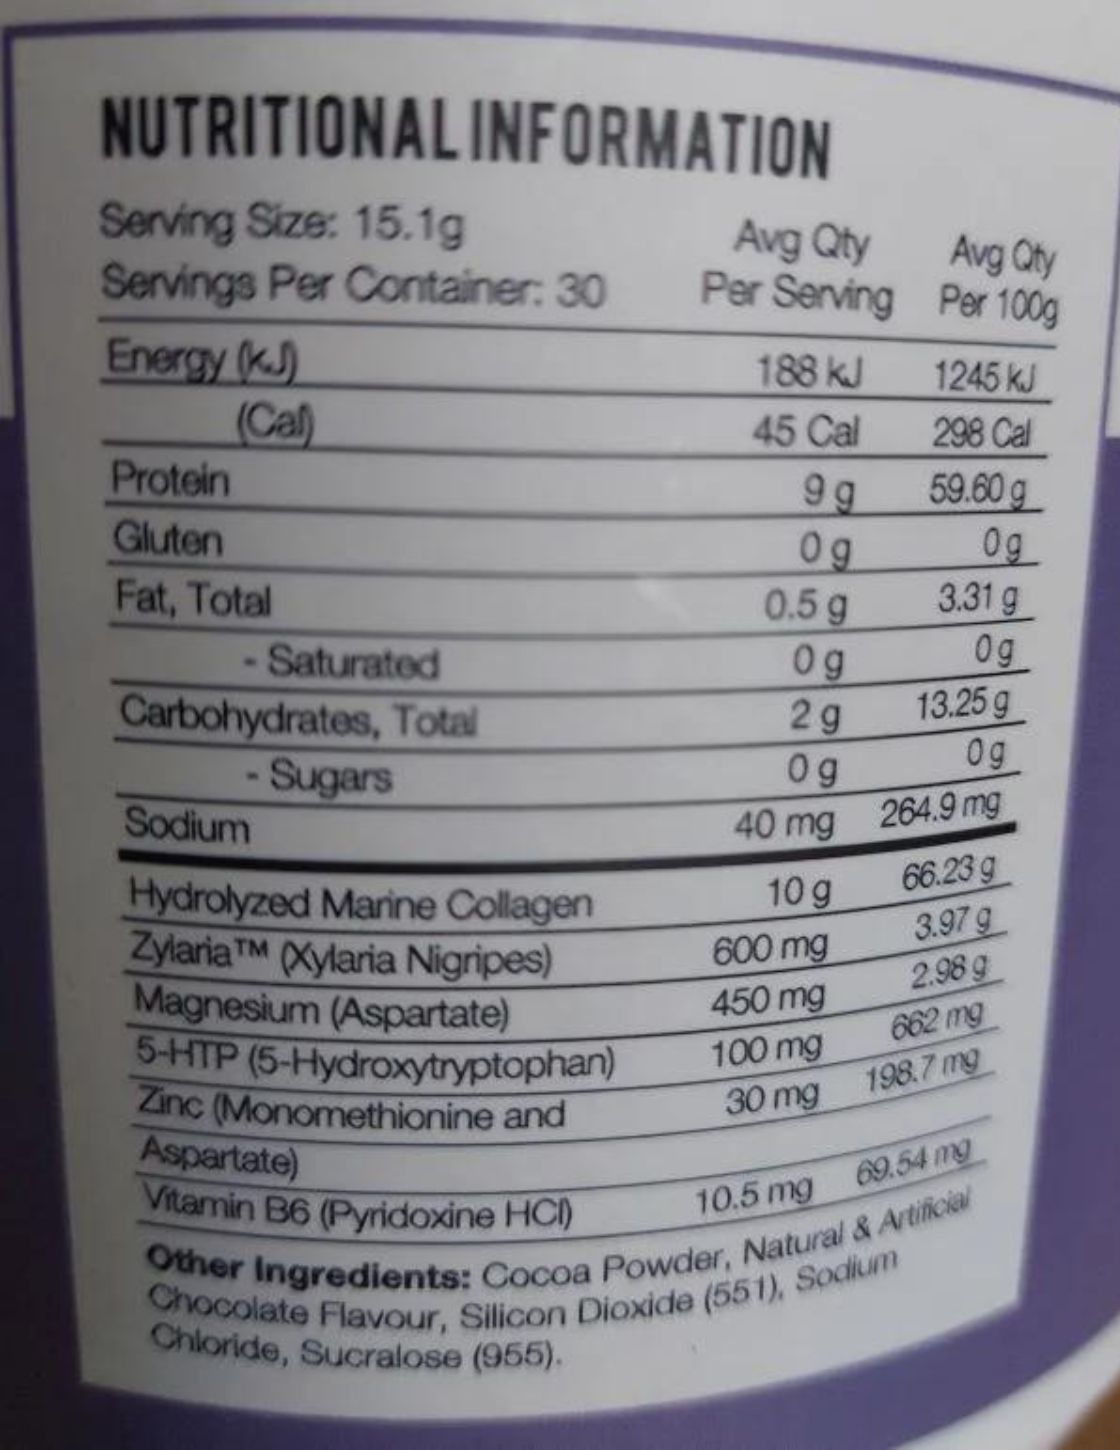 NUTRITIONAL INFORMATION
Serving Size: 15.1g
Servings Per Container: 30
Avg Qty Per Serving
Avg Qty Per 100g
Energy (kJ) 188 kJ 1245 kJ
(Cal) 45 Cal 298 Cal
Protein 9 g 59.60 g
Gluten 0 g 0 g
Fat, Total 0.5 g 3.31 g
- Saturated 0 g 0 g
Carbohydrates, Total 2 g 13.25 g
- Sugars 0 g 0 g
Sodium 40 mg 264.9 mg
Hydrolyzed Marine Collagen 10 g 66.23 g
Zylaria™ (Xylaria Nigripes) 600 mg 3.97 g
Magnesium (Aspartate) 450 mg 2.98 g
5-HTP (5-Hydroxytryptophan) 100 mg 662 mg
Zinc (Monomethionine and 30 mg 198.7 mg
Aspartate)
Vitamin B6 (Pyridoxine HCl) 10.5 mg 69.54 mg
Other Ingredients: Cocoa Powder, Natural & Artificial
Chocolate Flavour, Silicon Dioxide (551), Sodium
Chloride, Sucralose (955).